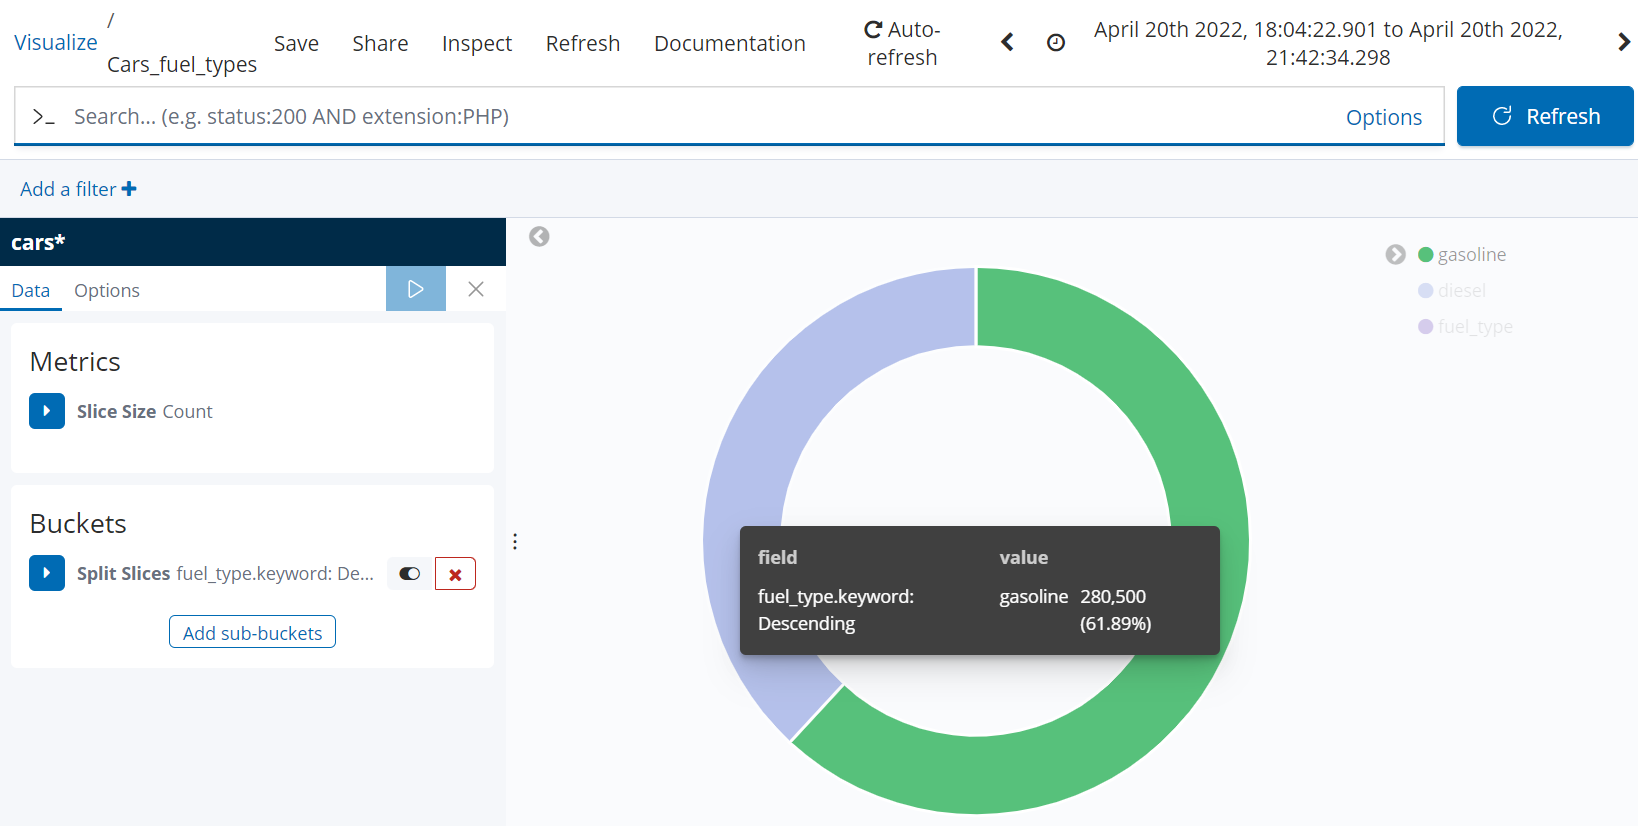 Visualize
/
Cars_fuel_types
Save
Share
Inspect
Refresh
Documentation
Auto-
refresh
April 20th 2022, 18:04:22.901 to April 20th 2022,
21:42:34.298
>_ Search... (e.g. status:200 AND extension:PHP)
Options
Refresh
Add a filter
cars*
Data
Options
Metrics
Slice Size Count
Buckets
Split Slices fuel_type.keyword: De...
Add sub-buckets
gasoline
diesel
fuel_type
field value
fuel_type.keyword: gasoline 280,500
Descending (61.89%)